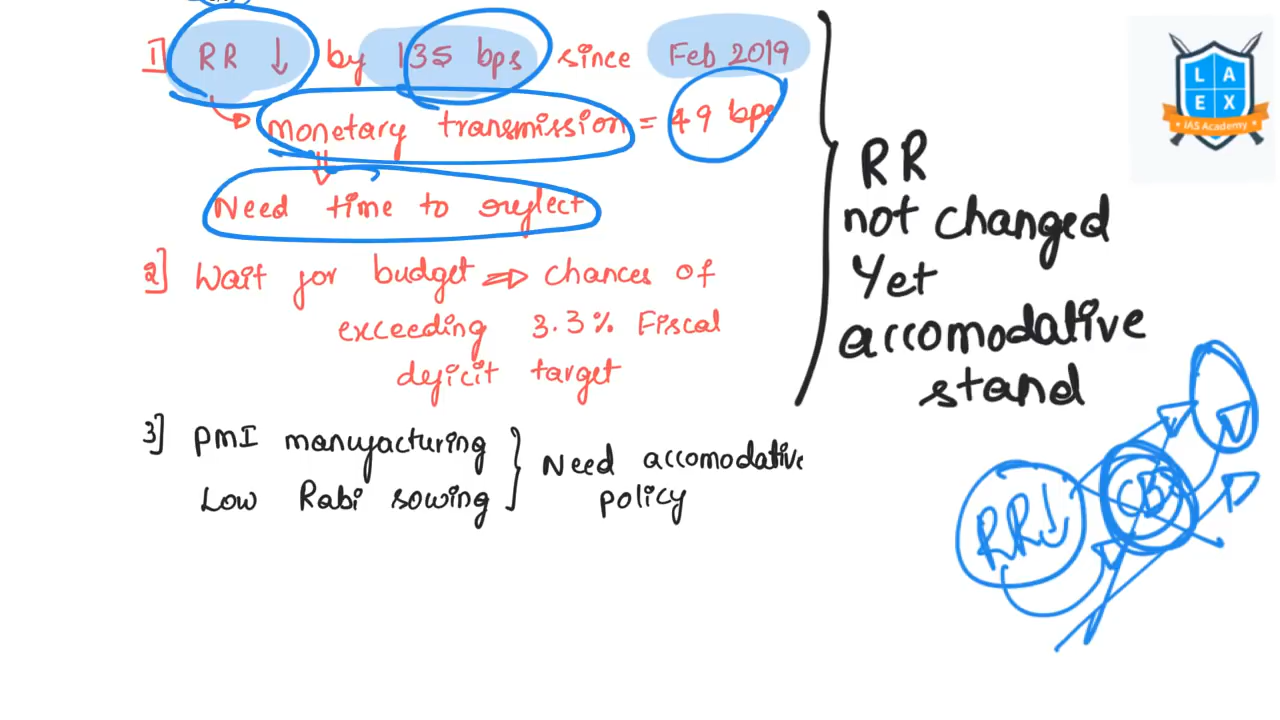 1] RR ↓ by 135 bps since Feb 2019
Monetary transmission = 49 bps
Need time to reflect
2] Wait for budget ⇒ chances of
exceeding 3.3% Fiscal
deficit target
3] PMI manufacturing
Low Rabi sowing
Need accomodative
policy
RR
not changed
Yet
accomodative
stand
RR↓
CB
L A
E X
IAS Academy